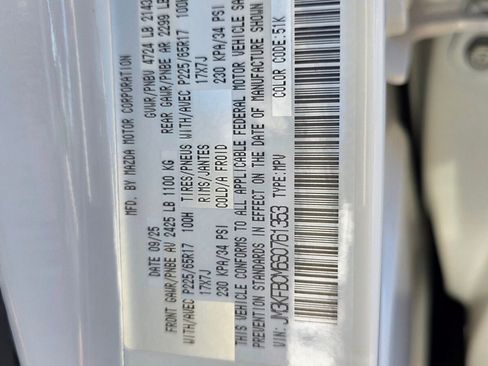 MFD. BY MAZDA MOTOR CORPORATION
DATE 09/25 GVWR/PNBV 4724 LB 2143
FRONT GAWR/PNBE AV 2425 LB 1100 KG REAR GAWR/PNBE AR 2299 LB
WITH/AVEC P225/65R17 100H TIRES/PNEUS WITH/AVEC P225/65R17 100H
17X7J RIMS/JANTES 17X7J
230 KPA/34 PSI COLD/A FROID 230 KPA/34 PSI
THIS VEHICLE CONFORMS TO ALL APPLICABLE FEDERAL MOTOR VEHICLE SA
PREVENTION STANDARDS IN EFFECT ON THE DATE OF MANUFACTURE SHOWN
VIN: TYPE:MPV COLOR CODE:51K